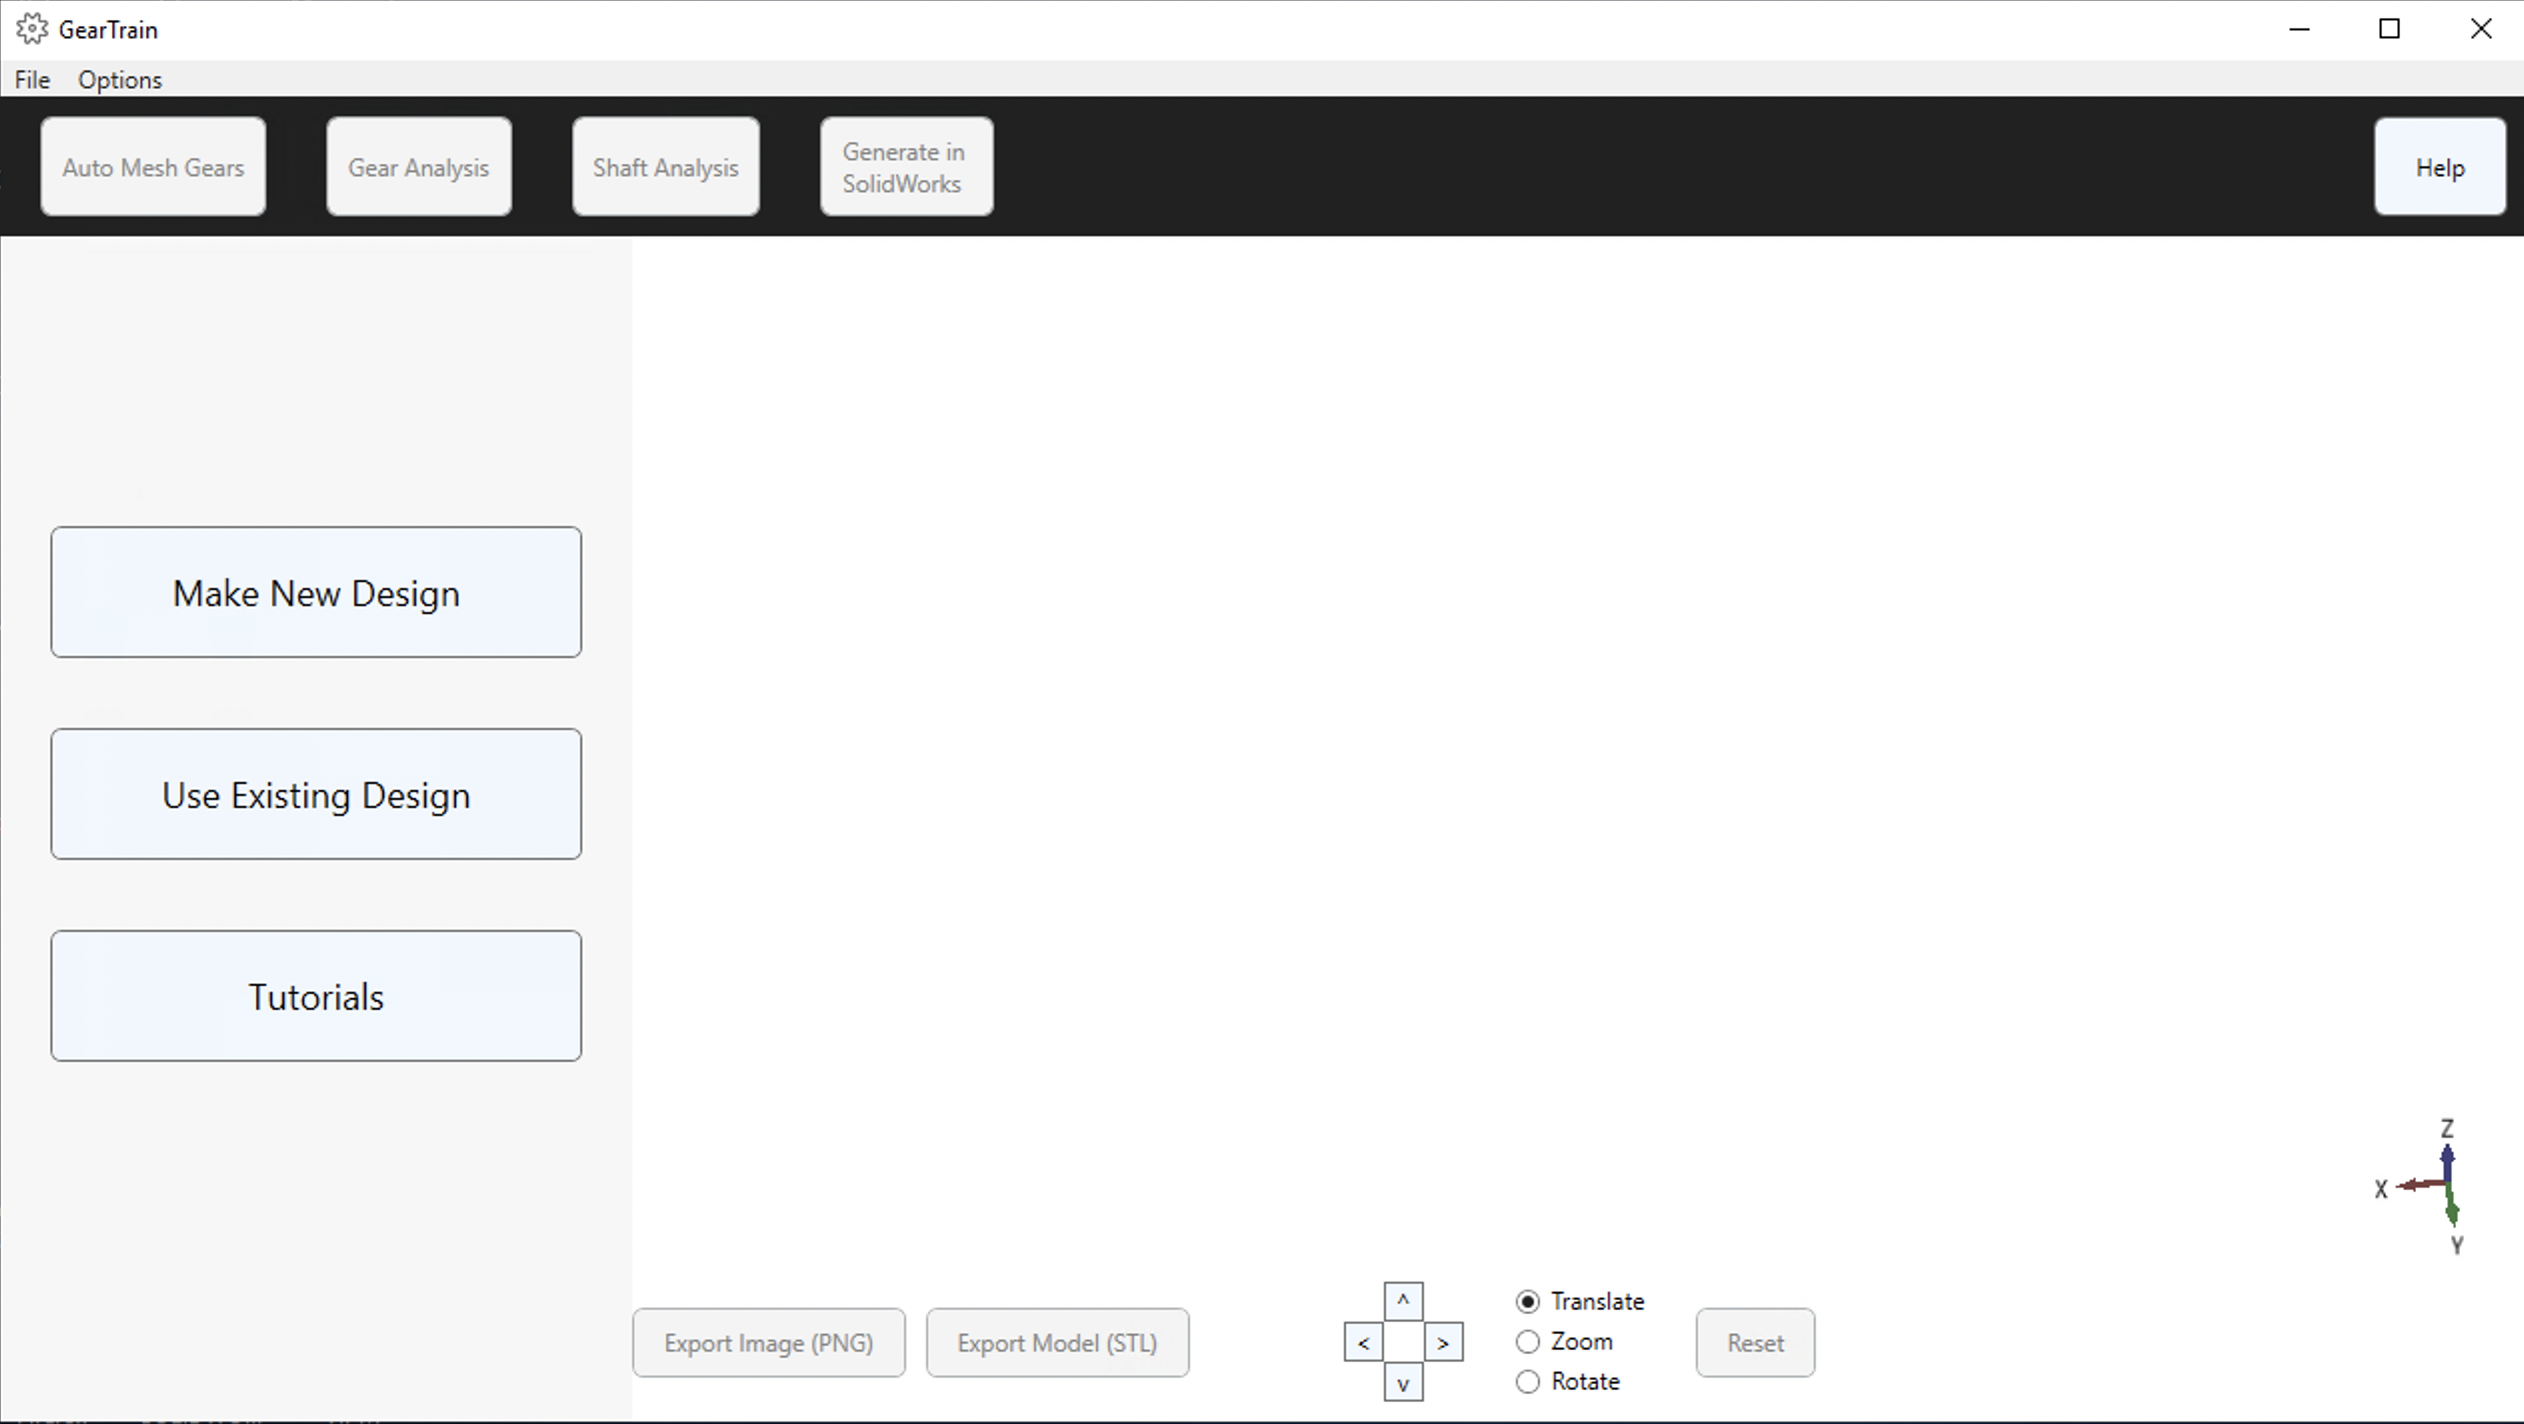 GearTrain
File Options
Auto Mesh Gears
Gear Analysis
Shaft Analysis
Generate in
SolidWorks
Help
Make New Design
Use Existing Design
Tutorials
Z
X
Y
Export Image (PNG)
Export Model (STL)
^
<
>
v
Translate
Zoom
Rotate
Reset